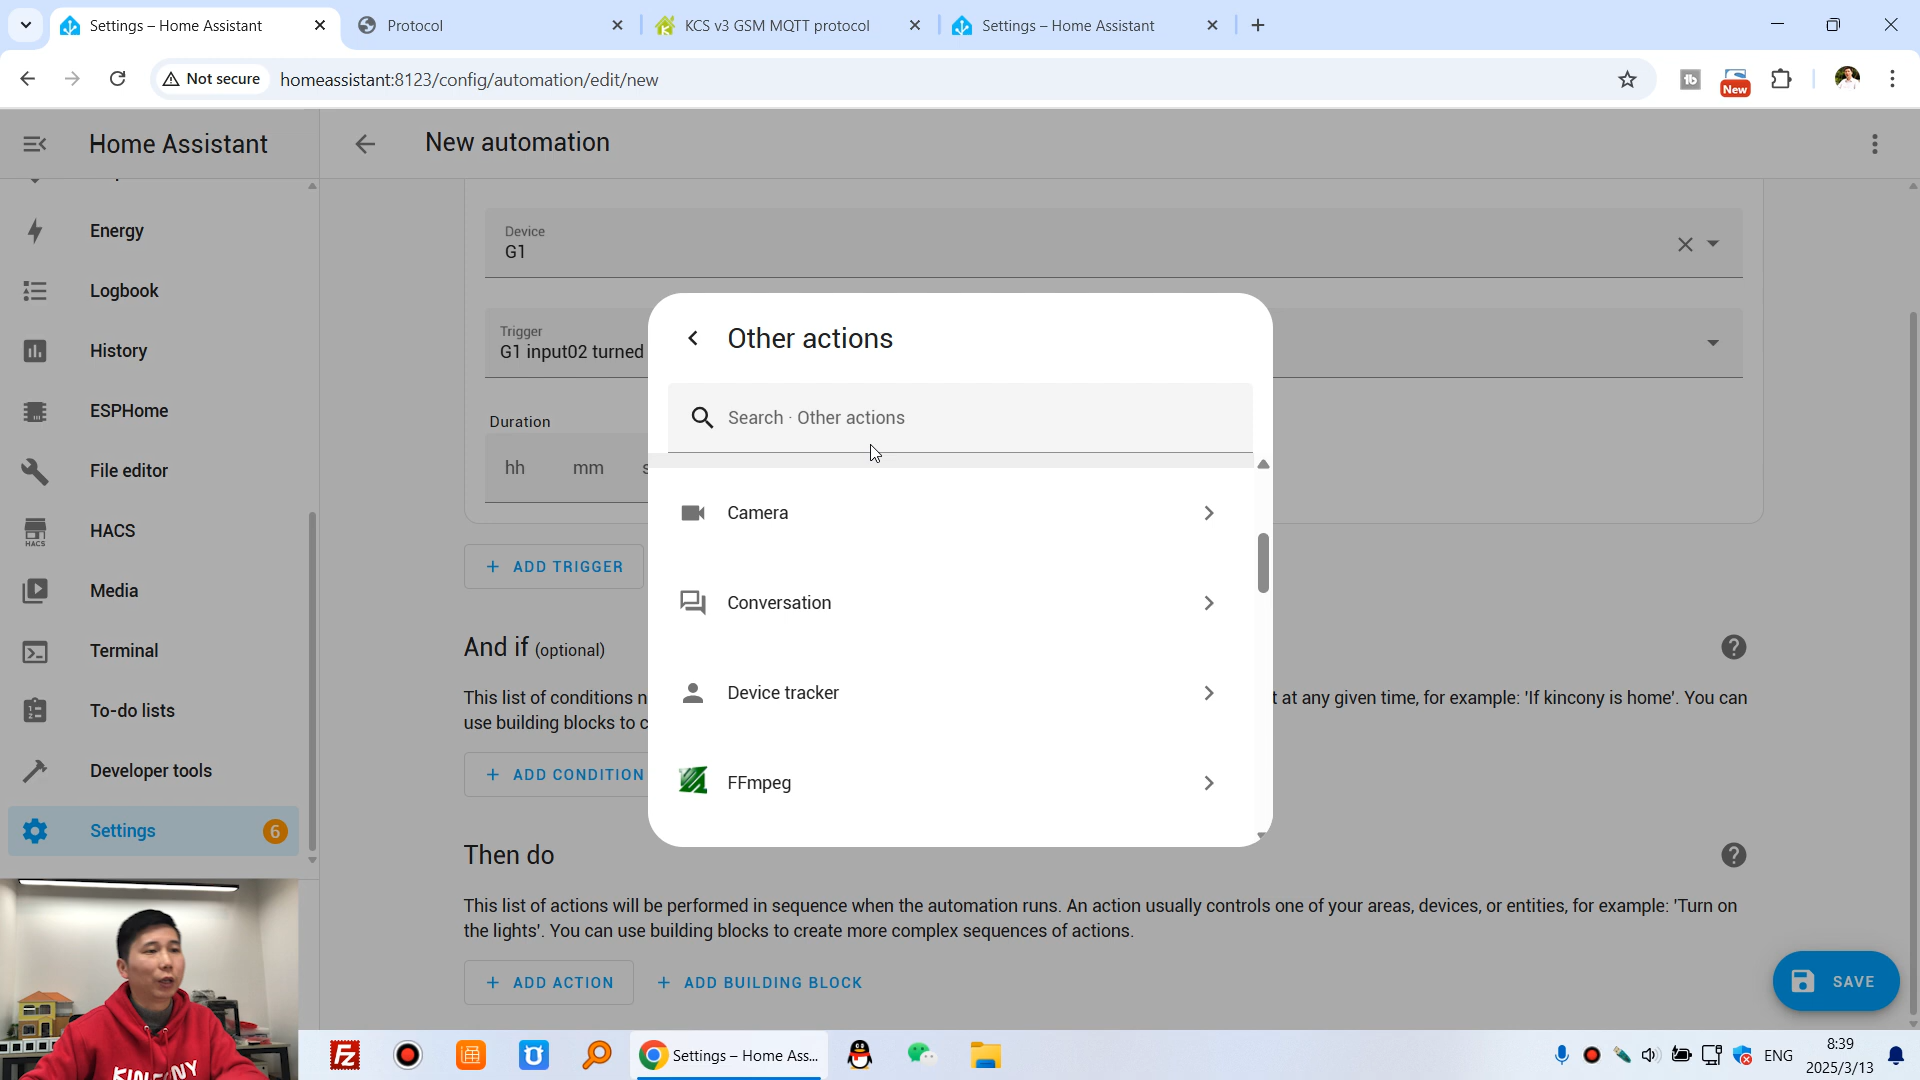 Settings – Home Assistant
Protocol
KCS v3 GSM MQTT protocol
Settings – Home Assistant
Not secure
homeassistant:8123/config/automation/edit/new
New
Home Assistant
New automation
Energy
Logbook
History
ESPHome
File editor
HACS
HACS
Media
Terminal
To-do lists
Developer tools
Settings
6
Device
G1
Trigger
G1 input02 turned
Duration
hh
mm
s
ADD TRIGGER
And if (optional)
This list of conditions n
t at any given time, for example: 'If kincony is home'. You can
use building blocks to c
ADD CONDITION
Other actions
Search · Other actions
Camera
Conversation
Device tracker
FFmpeg
Then do
This list of actions will be performed in sequence when the automation runs. An action usually controls one of your areas, devices, or entities, for example: 'Turn on
the lights'. You can use building blocks to create more complex sequences of actions.
ADD ACTION
ADD BUILDING BLOCK
SAVE
KINCONY
Settings – Home Ass...
ENG
8:39
2025/3/13